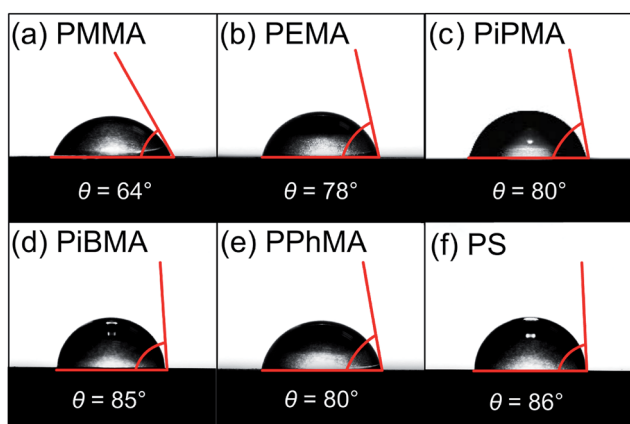 (a) PMMA
(b) PEMA
(c) PiPMA
θ = 64°
θ = 78°
θ = 80°
(d) PiBMA
(e) PPhMA
(f) PS
θ = 85°
θ = 80°
θ = 86°